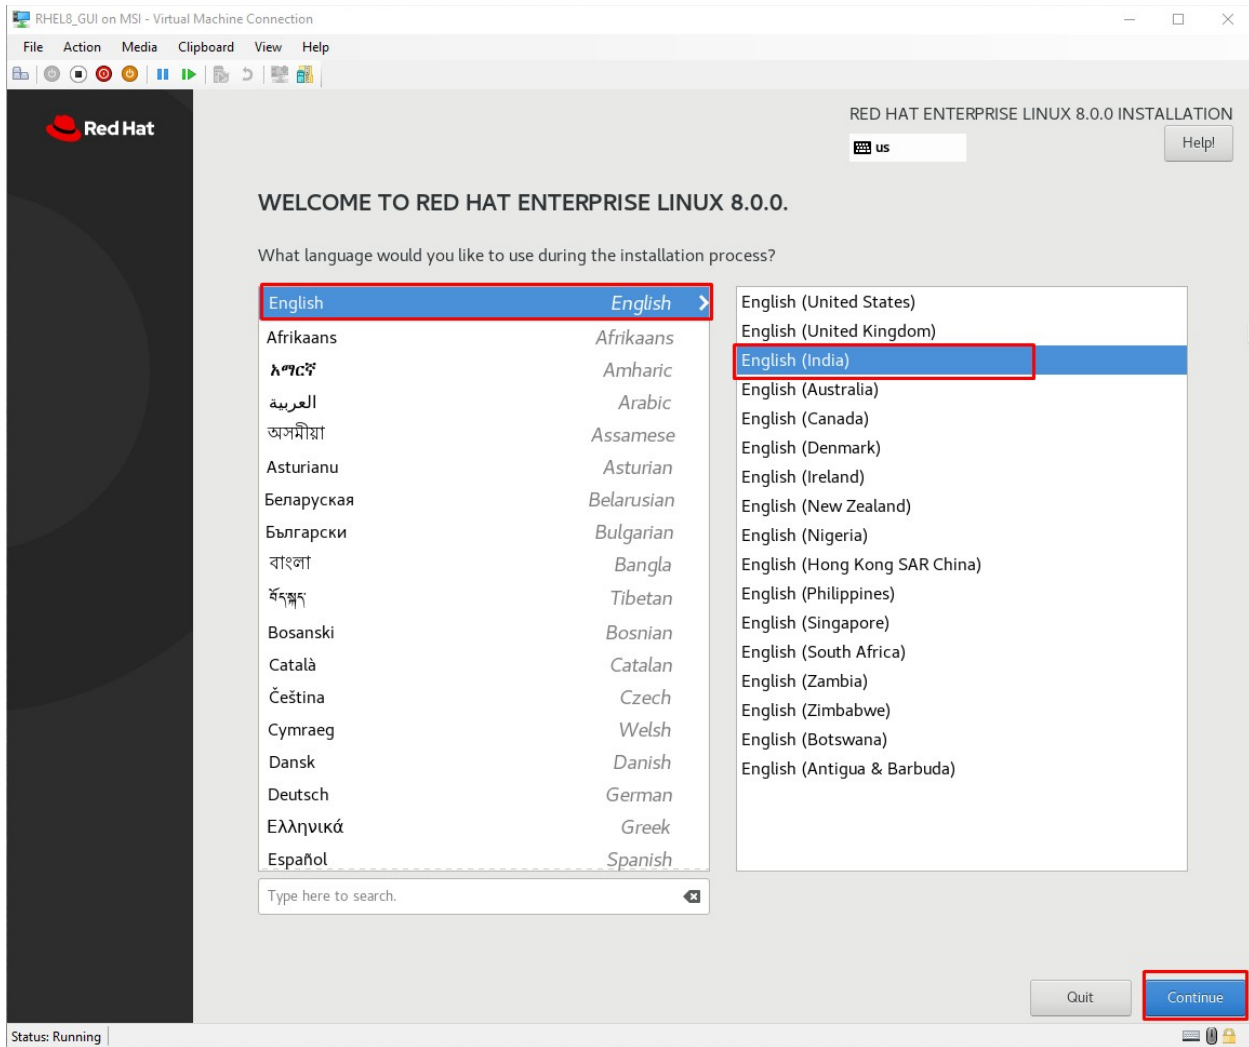 RHEL8_GUI on MSI - Virtual Machine Connection
File Action Media Clipboard View Help
Red Hat
RED HAT ENTERPRISE LINUX 8.0.0 INSTALLATION
us
Help!
WELCOME TO RED HAT ENTERPRISE LINUX 8.0.0.
What language would you like to use during the installation process?
English English
Afrikaans Afrikaans
አማርኛ Amharic
العربية Arabic
অসমীয়া Assamese
Asturianu Asturian
Беларуская Belarusian
Български Bulgarian
বাংলা Bangla
བོད་སྐད་ Tibetan
Bosanski Bosnian
Català Catalan
Čeština Czech
Cymraeg Welsh
Dansk Danish
Deutsch German
Ελληνικά Greek
Español Spanish
Type here to search.
English (United States)
English (United Kingdom)
English (India)
English (Australia)
English (Canada)
English (Denmark)
English (Ireland)
English (New Zealand)
English (Nigeria)
English (Hong Kong SAR China)
English (Philippines)
English (Singapore)
English (South Africa)
English (Zambia)
English (Zimbabwe)
English (Botswana)
English (Antigua & Barbuda)
Quit
Continue
Status: Running